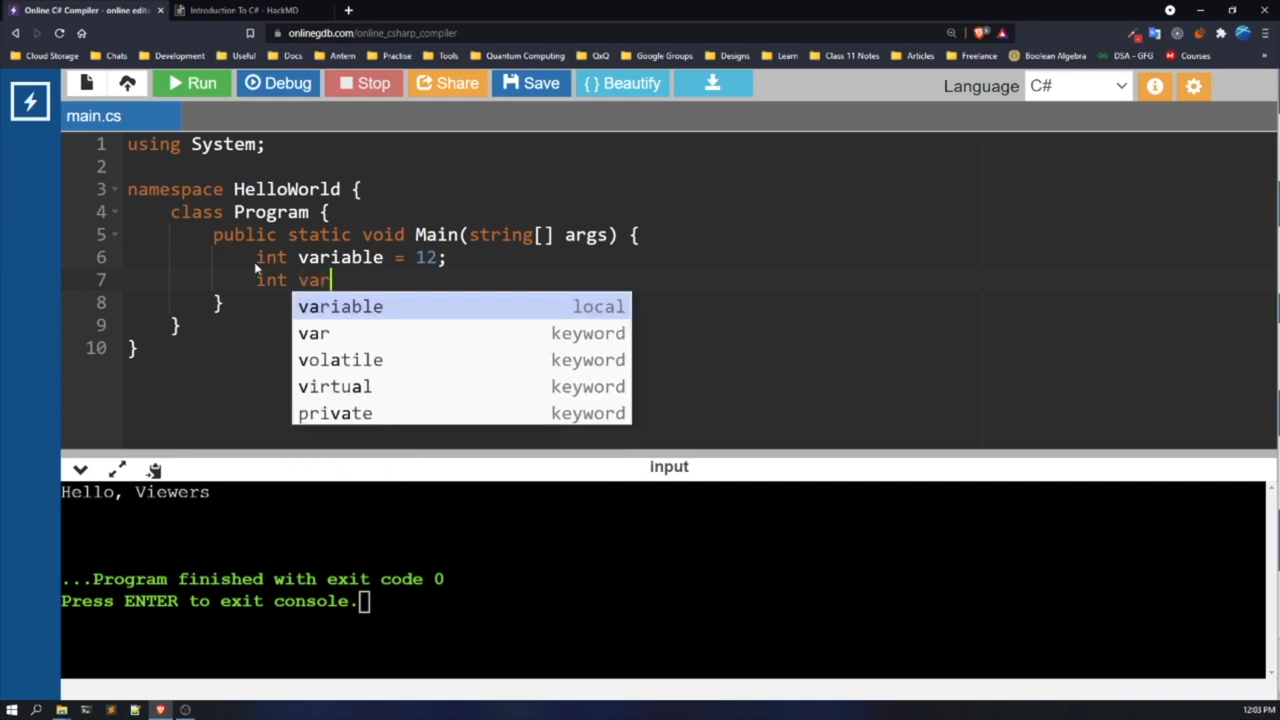 Online C# Compiler - online edito
Introduction To C# - HackMD
onlinegdb.com/online_csharp_compiler
Cloud Storage Chats Development Useful Docs Antern Practise Tools Quantum Computing QxQ Google Groups Designs Learn Class 11 Notes Articles Freelance Boolean Algebra DSA - GFG Courses
Run Debug Stop Share Save { } Beautify Language C#
main.cs
1 using System;
2
3 namespace HelloWorld {
4 class Program {
5 public static void Main(string[] args) {
6 int variable = 12;
7 int var
8 }
9 }
10 }
variable local
var keyword
volatile keyword
virtual keyword
private keyword
input
Hello, Viewers
...Program finished with exit code 0
Press ENTER to exit console.
12:03 PM